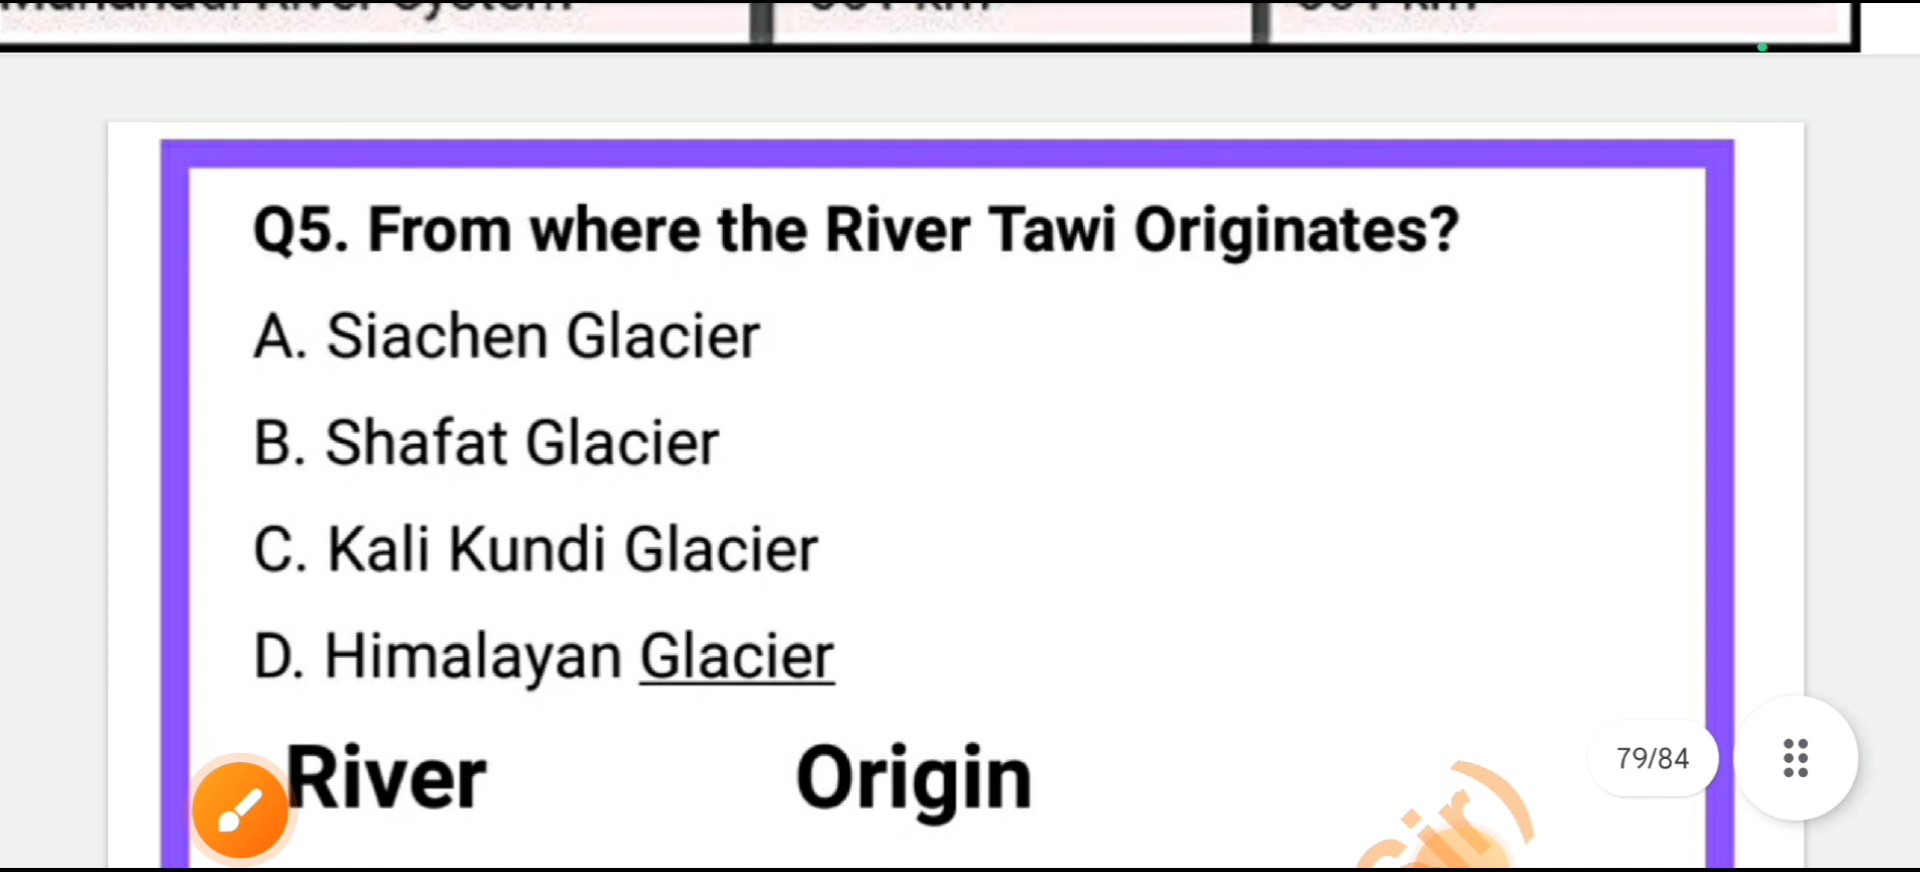 Q5. From where the River Tawi Originates?
A. Siachen Glacier
B. Shafat Glacier
C. Kali Kundi Glacier
D. Himalayan Glacier
River Origin
79/84
Sir)